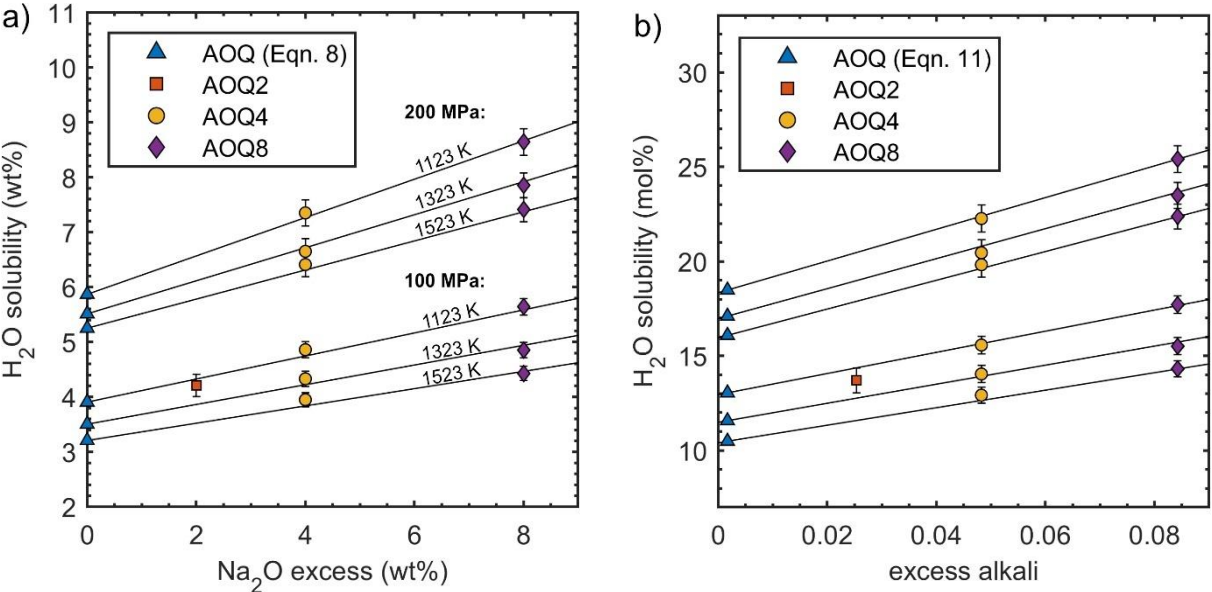 a)
11
10
9
8
7
6
5
4
3
2
H₂O solubility (wt%)
AOQ (Eqn. 8)
AOQ2
AOQ4
AOQ8
200 MPa:
1123 K
1323 K
1523 K
100 MPa:
1123 K
1323 K
1523 K
0 2 4 6 8
Na₂O excess (wt%)
b)
30
25
20
15
10
H₂O solubility (mol%)
AOQ (Eqn. 11)
AOQ2
AOQ4
AOQ8
0 0.02 0.04 0.06 0.08
excess alkali